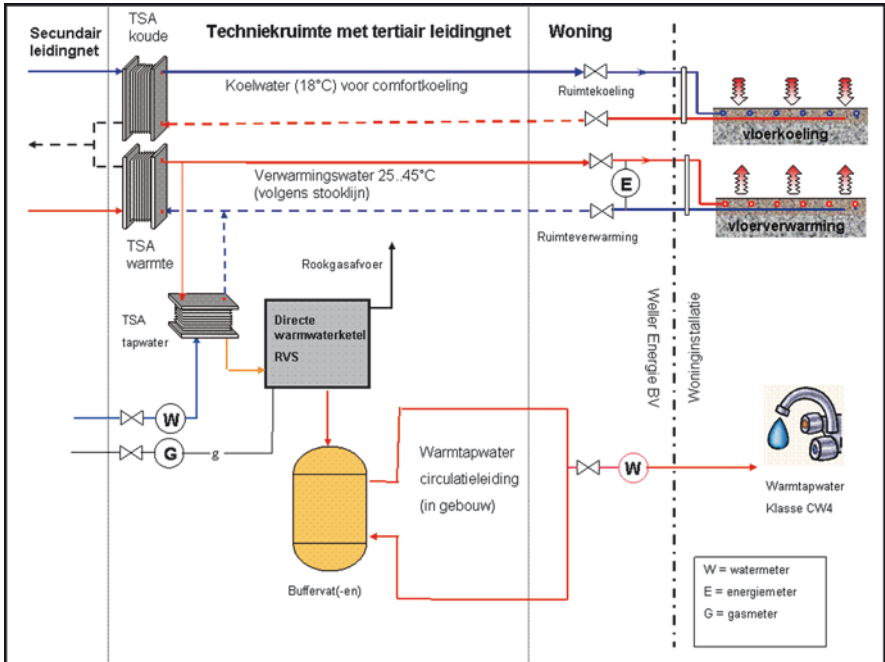 Secundair
leidingnet
TSA
koude
Techniekruimte met tertiair leidingnet
Woning
Koelwater (18°C) voor comfortkoeling
Ruimtekoeling
vloerkoeling
Verwarmingswater 25..45°C
(volgens stooklijn)
E
Ruimteverwarming
vloerverwarming
TSA
warmte
Rookgasafvoer
TSA
tapwater
Directe
warmwaterketel
RVS
Weller Energie BV
Woninginstallatie
W
G
g
Warmtapwater
circulatieleiding
(in gebouw)
W
Warmtapwater
Klasse CW4
Buffervat(-en)
W = watermeter
E = energiemeter
G = gasmeter